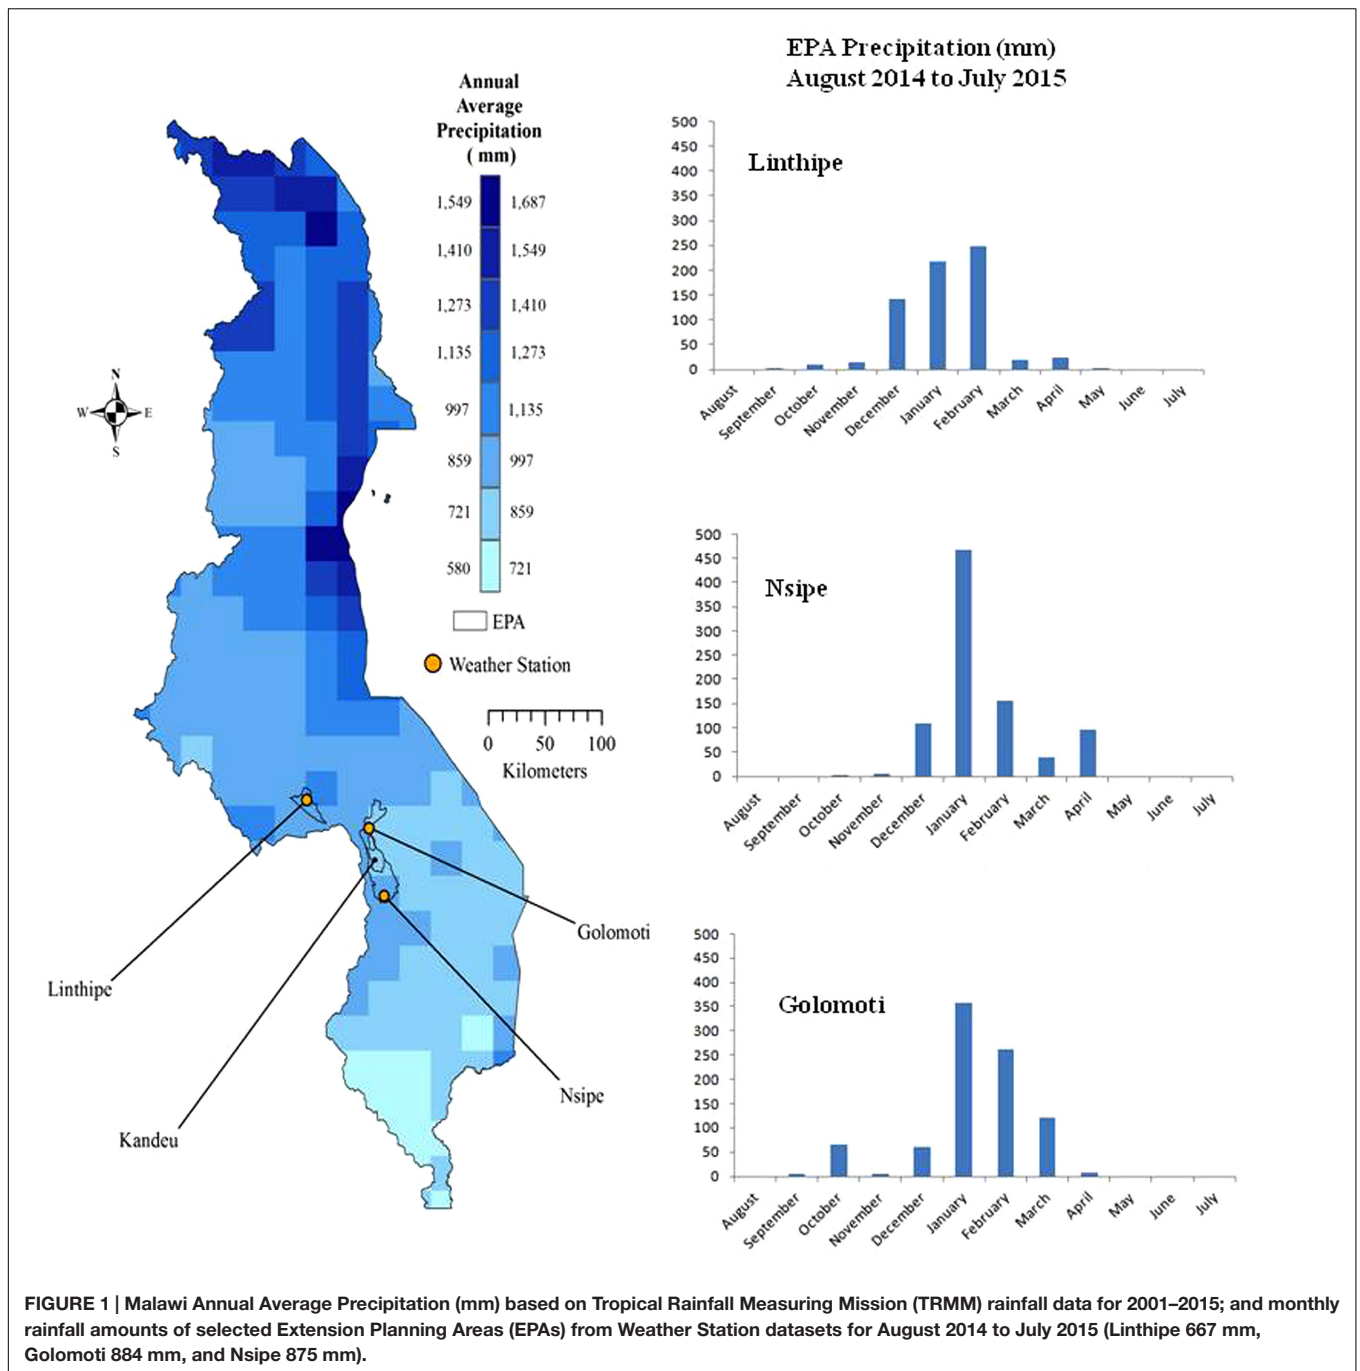 EPA Precipitation (mm)
August 2014 to July 2015
Annual
Average
Precipitation
( mm)
1,549 1,687
1,410 1,549
1,273 1,410
1,135 1,273
997 1,135
859 997
721 859
580 721
EPA
Weather Station
0 50 100
Kilometers
N
W E
S
Linthipe
Kandeu
Golomoti
Nsipe
Linthipe
500
450
400
350
300
250
200
150
100
50
0
August September October November December January February March April May June July
Nsipe
500
450
400
350
300
250
200
150
100
50
0
August September October November December January February March April May June July
Golomoti
500
450
400
350
300
250
200
150
100
50
0
August September October November December January February March April May June July
FIGURE 1 | Malawi Annual Average Precipitation (mm) based on Tropical Rainfall Measuring Mission (TRMM) rainfall data for 2001–2015; and monthly
rainfall amounts of selected Extension Planning Areas (EPAs) from Weather Station datasets for August 2014 to July 2015 (Linthipe 667 mm,
Golomoti 884 mm, and Nsipe 875 mm).